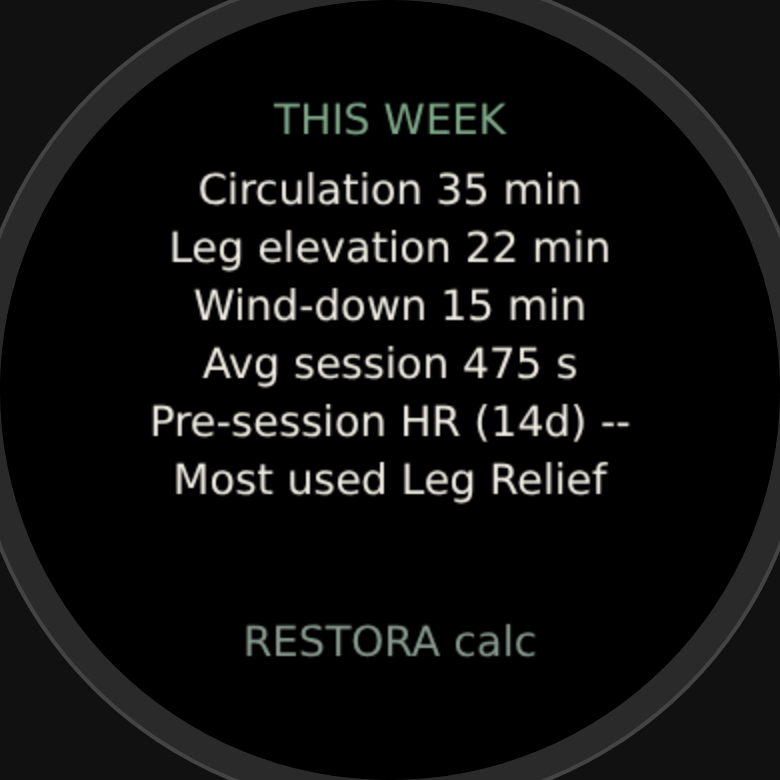 THIS WEEK
Circulation 35 min
Leg elevation 22 min
Wind-down 15 min
Avg session 475 s
Pre-session HR (14d) --
Most used Leg Relief
RESTORA calc